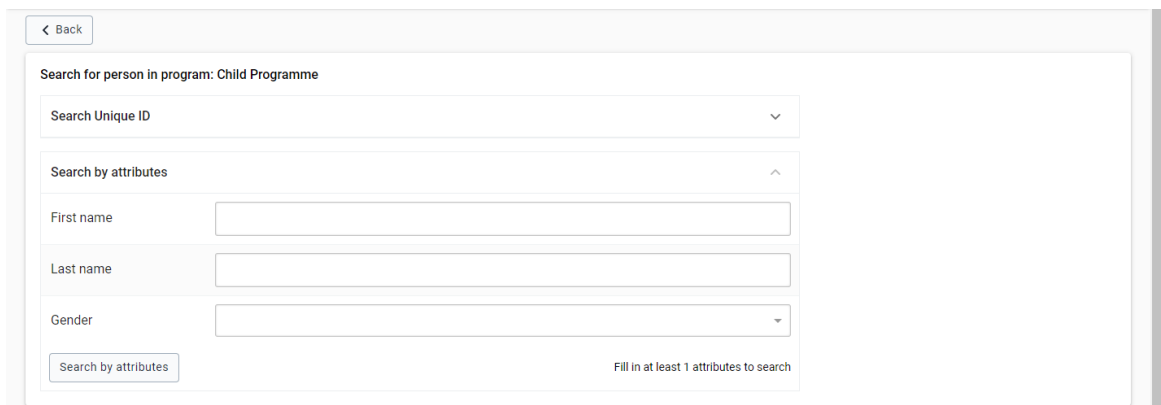 Back
Search for person in program: Child Programme
Search Unique ID
Search by attributes
First name
Last name
Gender
Search by attributes
Fill in at least 1 attributes to search